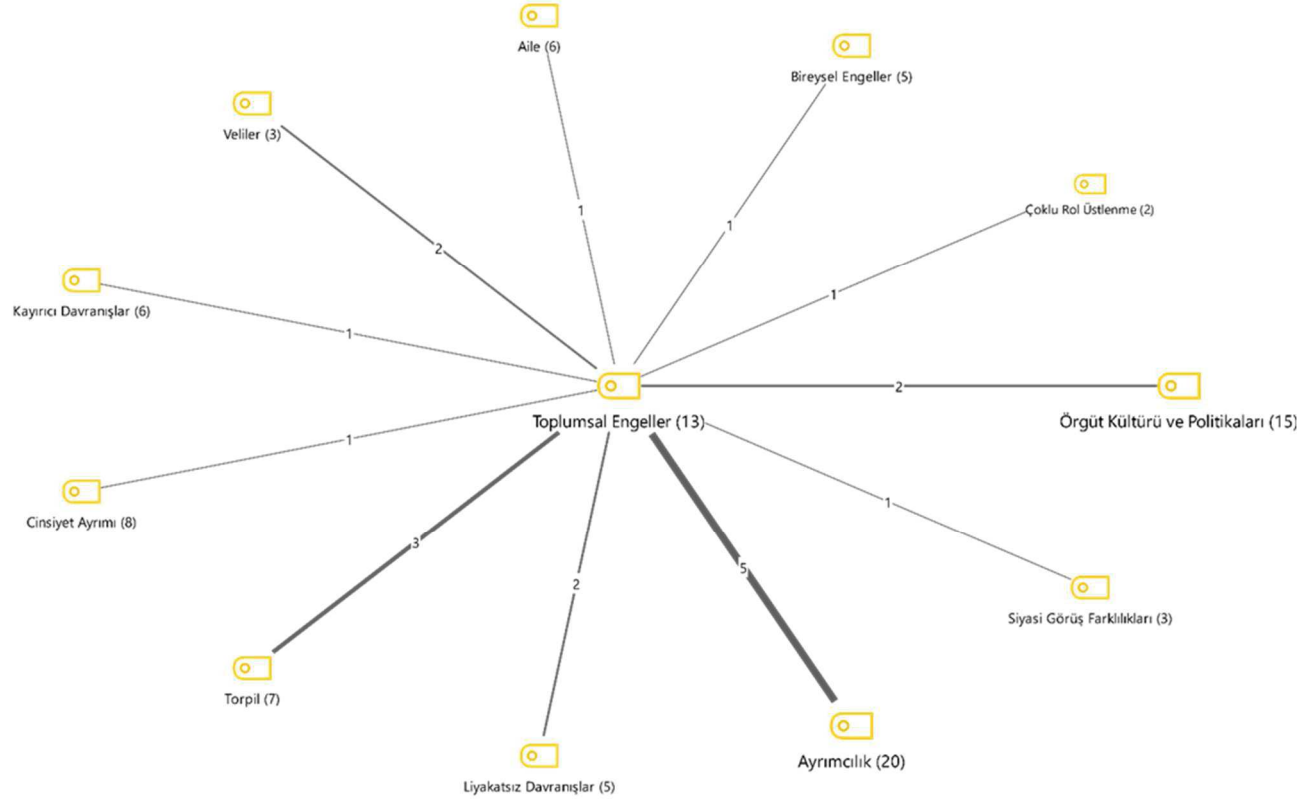 Aile (6)
Bireysel Engeller (5)
Veliler (3)
Çoklu Rol Üstlenme (2)
1
1
2
1
Kayırıcı Davranışlar (6)
1
2
Toplumsal Engeller (13)
Örgüt Kültürü ve Politikaları (15)
1
Cinsiyet Ayrımı (8)
1
3
5
2
Siyasi Görüş Farklılıkları (3)
Torpil (7)
Ayrımcılık (20)
Liyakatsız Davranışlar (5)